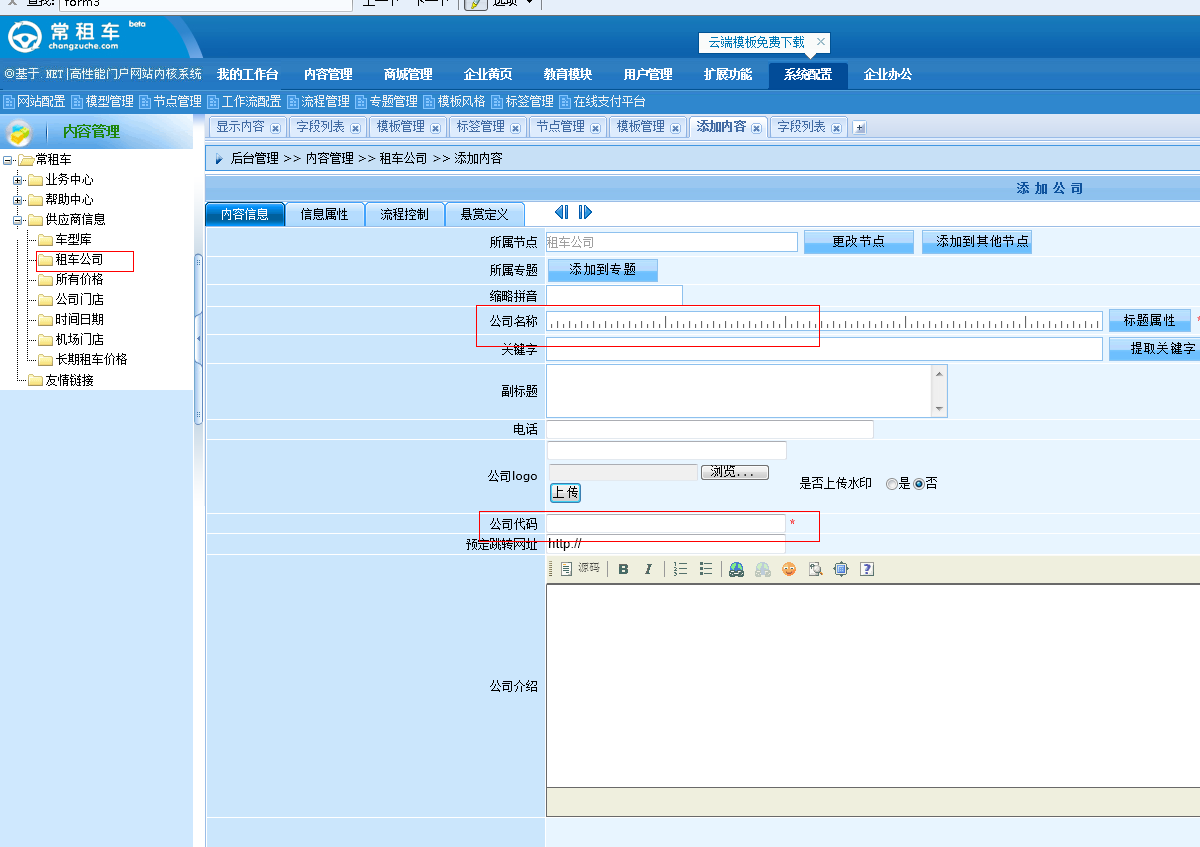 查找: form3 上一个 下一个 选项
常租车 beta
chongzuche.com
云端模板免费下载
©基于.NET|高性能门户网站内核系统 我的工作台 内容管理 商城管理 企业黄页 教育模块 用户管理 扩展功能 系统配置 企业办公
网站配置 模型管理 节点管理 工作流配置 流程管理 专题管理 模板风格 标签管理 在线支付平台
内容管理
显示内容 字段列表 模板管理 标签管理 节点管理 模板管理 添加内容 字段列表
后台管理 >> 内容管理 >> 租车公司 >> 添加内容
常租车
业务中心
帮助中心
供应商信息
车型库
租车公司
所有价格
公司门店
时间日期
机场门店
长期租车价格
友情链接
添加公司
内容信息 信息属性 流程控制 悬赏定义
所属节点 租车公司 更改节点 添加到其他节点
所属专题 添加到专题
缩略拼音
公司名称 标题属性 *
关键字 提取关键字
副标题
电话
公司logo 浏览... 是否上传水印 是 否
上传
公司代码 *
预定跳转网址 http://
源码 B I
公司介绍